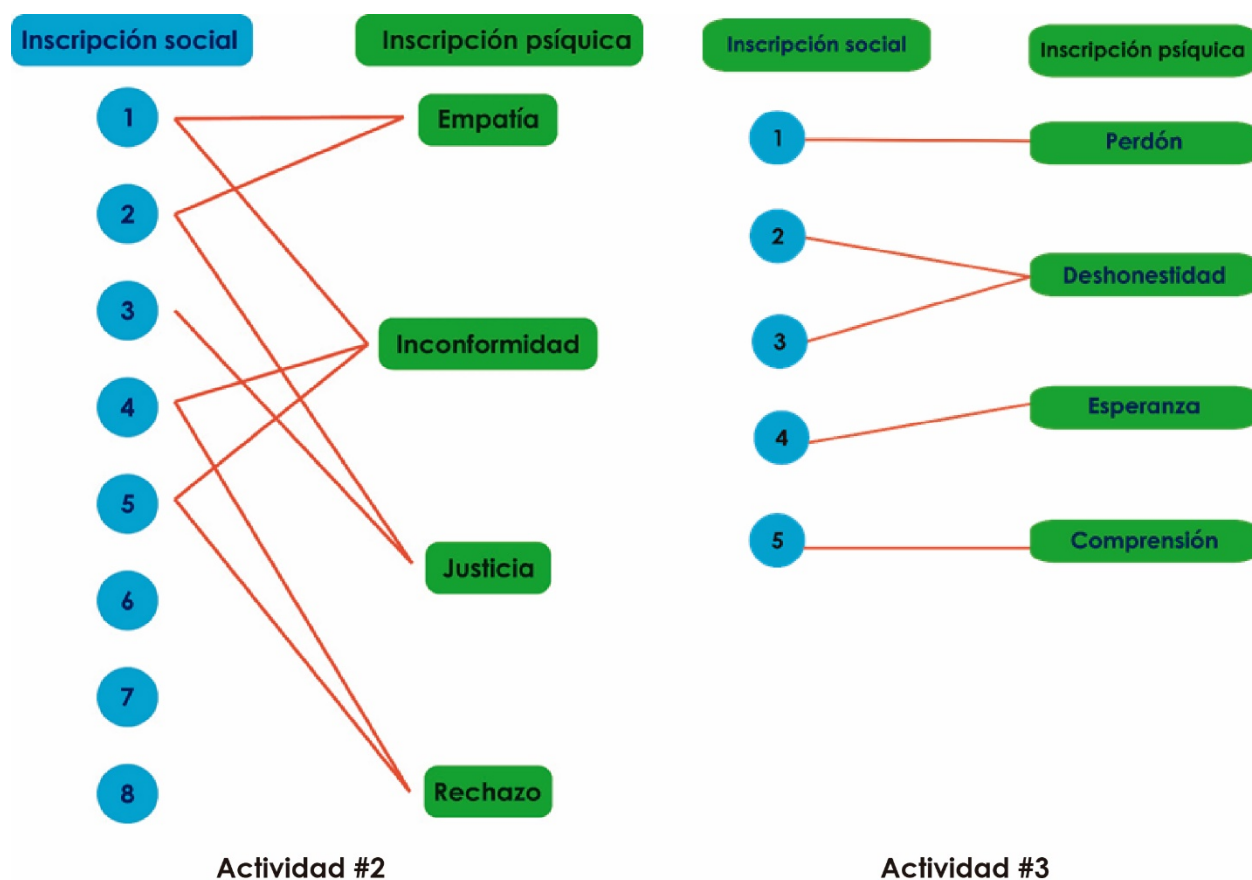 Inscripción social
Inscripción psíquica
1
Empatía
2
3
Inconformidad
4
5
Justicia
6
7
Rechazo
8
Actividad #2
Inscripción social
Inscripción psíquica
1
Perdón
2
Deshonestidad
3
Esperanza
4
5
Comprensión
Actividad #3